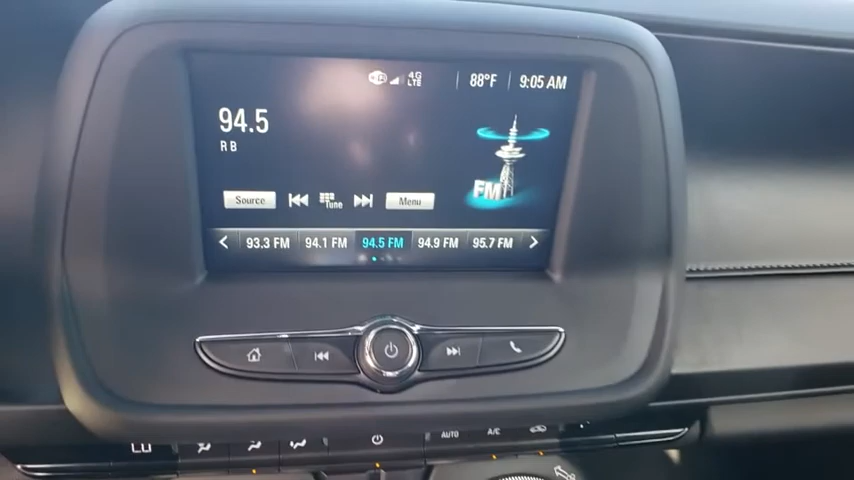 4G LTE 88°F 9:05 AM
94.5
R B
FM
Source Tune Menu
93.3 FM 94.1 FM 94.5 FM 94.9 FM 95.7 FM
AUTO A/C